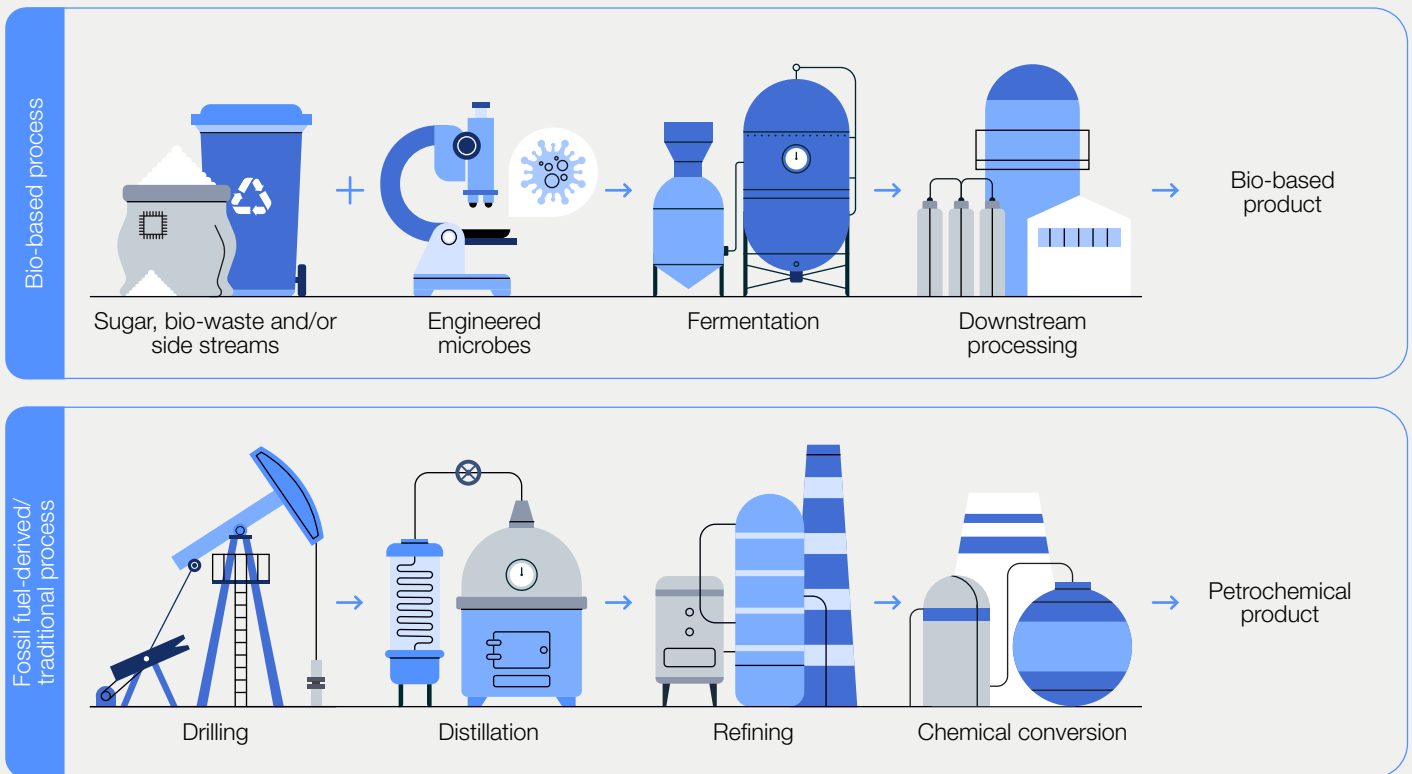 Bio-based process
Sugar, bio-waste and/or
side streams
Engineered
microbes
Fermentation
Downstream
processing
Bio-based
product
Fossil fuel-derived/
traditional process
Drilling
Distillation
Refining
Chemical conversion
Petrochemical
product